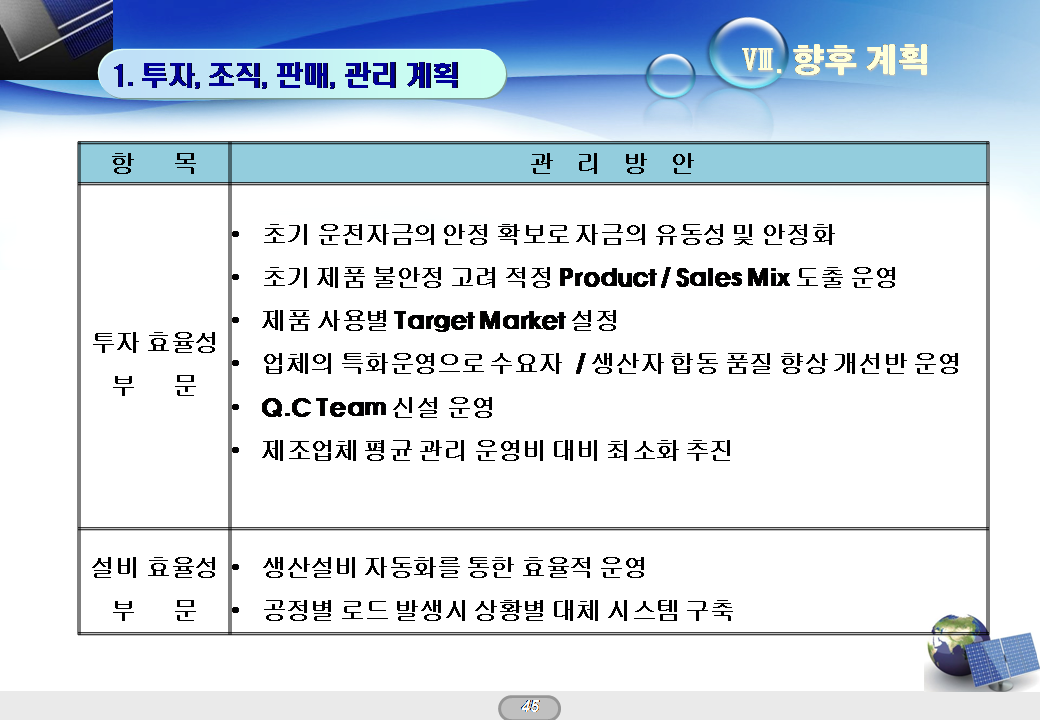 Ⅷ. 향후 계획
1. 투자, 조직, 판매, 관리 계획
항 목
관 리 방 안
투자 효율성
부 문
• 초기 운전자금의 안정 확보로 자금의 유동성 및 안정화
• 초기 제품 불안정 고려 적정 Product / Sales Mix 도출 운영
• 제품 사용별 Target Market 설정
• 업체의 특화운영으로 수요자 / 생산자 합동 품질 향상 개선반 운영
• Q.C Team 신설 운영
• 제조업체 평균 관리 운영비 대비 최소화 추진
설비 효율성
부 문
• 생산설비 자동화를 통한 효율적 운영
• 공정별 로드 발생시 상황별 대체 시스템 구축
45